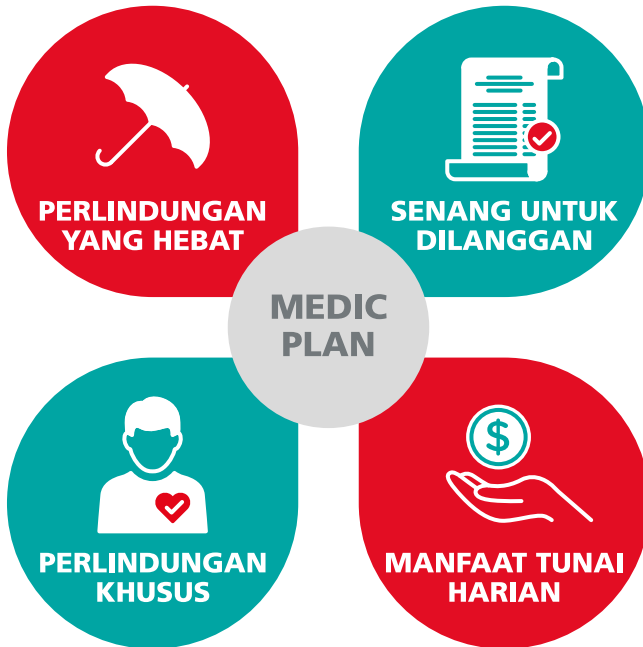 PERLINDUNGAN
YANG HEBAT
SENANG UNTUK
DILANGGAN
MEDIC
PLAN
$
PERLINDUNGAN
KHUSUS
MANFAAT TUNAI
HARIAN